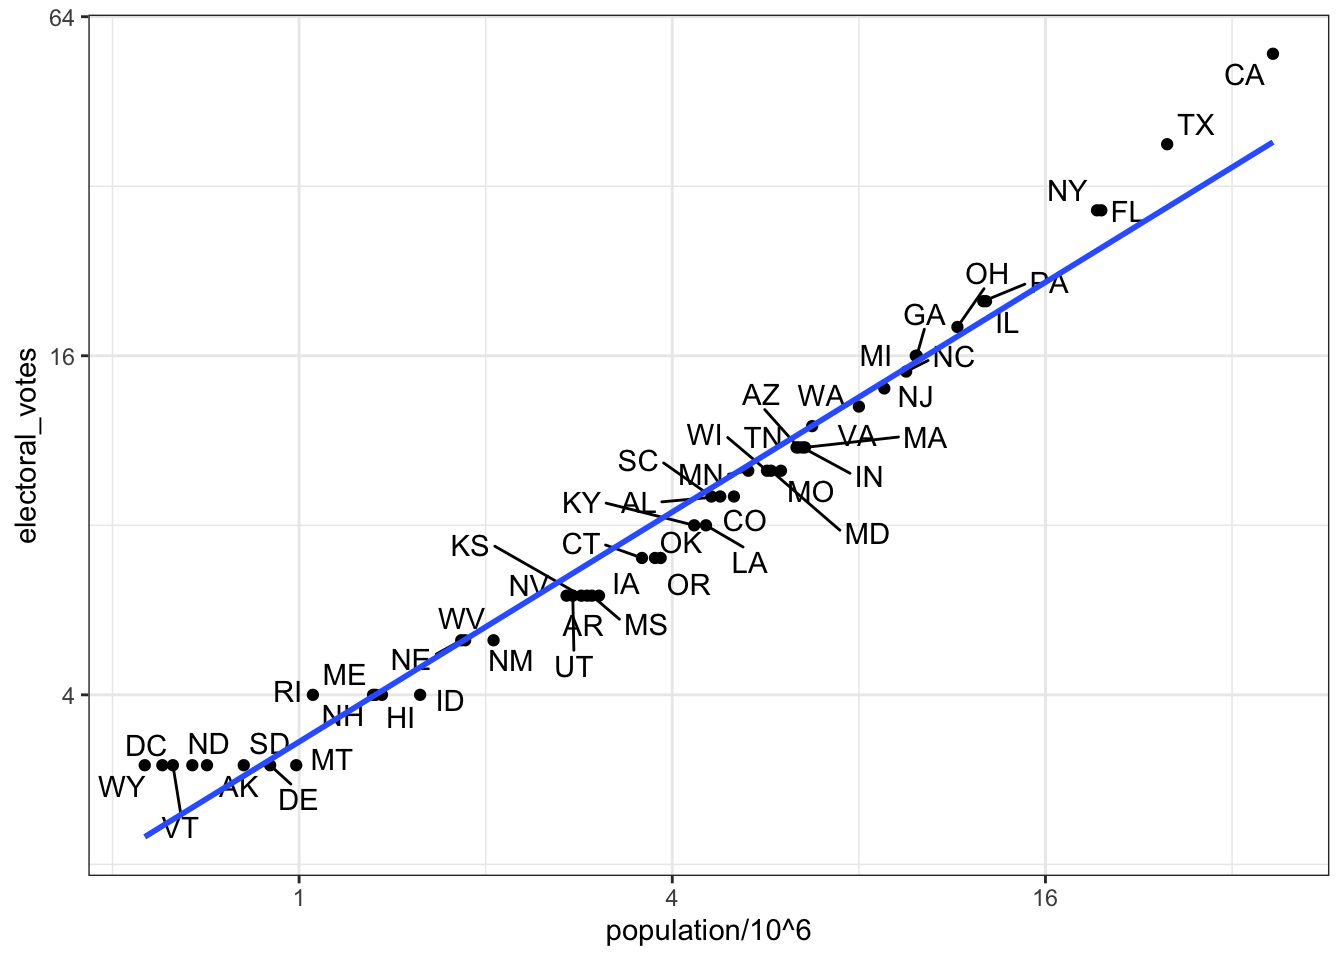 64
CA
TX
NY
FL
OH
PA
IL
GA
16
MI
NC
NJ
AZ
WA
WI
TN
VA
MA
SC
MN
IN
MO
KY
AL
CO
MD
KS
CT
OK
LA
NV
IA
OR
WV
AR
MS
NE
NM
UT
4
RI
ME
NH
HI
ID
DC
ND
SD
MT
WY
AK
DE
VT
electoral_votes
1
4
16
population/10^6